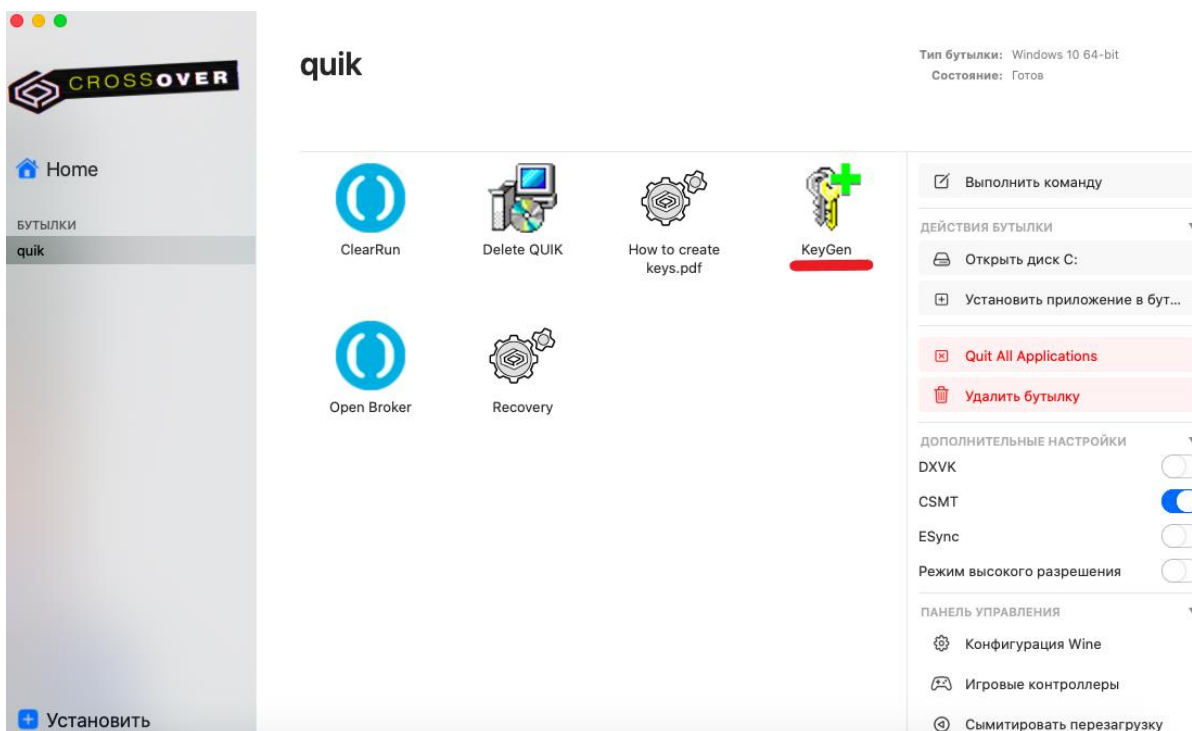 CROSSOVER
Home
БУТЫЛКИ
quik
Установить
quik
Тип бутылки: Windows 10 64-bit
Состояние: Готов
ClearRun
Delete QUIK
How to create
keys.pdf
KeyGen
Open Broker
Recovery
Выполнить команду
ДЕЙСТВИЯ БУТЫЛКИ
Открыть диск C:
Установить приложение в бут...
Quit All Applications
Удалить бутылку
ДОПОЛНИТЕЛЬНЫЕ НАСТРОЙКИ
DXVK
CSMT
ESync
Режим высокого разрешения
ПАНЕЛЬ УПРАВЛЕНИЯ
Конфигурация Wine
Игровые контроллеры
Сымитировать перезагрузку